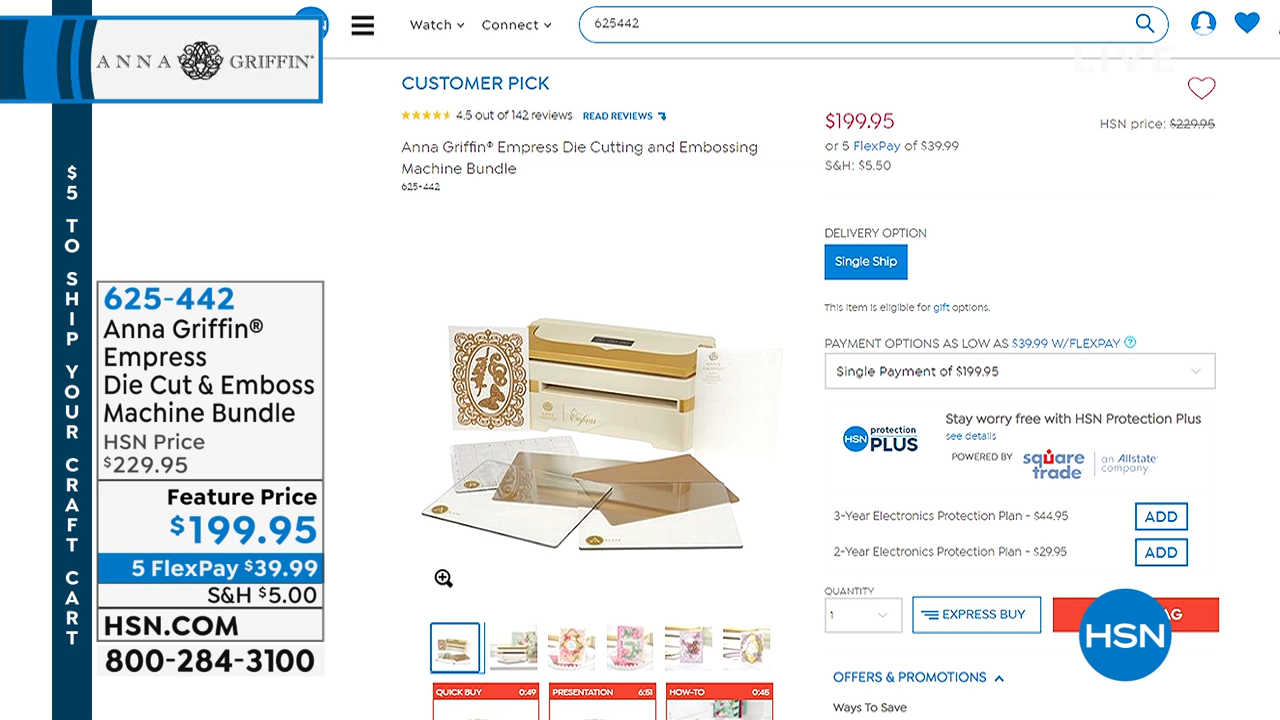 ANNA GRIFFIN
$5 TO SHIP YOUR CRAFT CART
625-442
Anna Griffin®
Empress
Die Cut & Emboss
Machine Bundle
HSN Price
$229.95
Feature Price
$199.95
5 FlexPay $39.99
S&H $5.00
HSN.COM
800-284-3100
Watch
Connect
625442
LIVE
CUSTOMER PICK
4.5 out of 142 reviews READ REVIEWS
Anna Griffin® Empress Die Cutting and Embossing
Machine Bundle
625-442
QUICK BUY 0:49
PRESENTATION 6:51
HOW-TO 0:45
$199.95
HSN price: $229.95
or 5 FlexPay of $39.99
S&H: $5.50
DELIVERY OPTION
Single Ship
This item is eligible for gift options.
PAYMENT OPTIONS AS LOW AS $39.99 W/FLEXPAY ?
Single Payment of $199.95
HSN protection PLUS
Stay worry free with HSN Protection Plus
see details
POWERED BY square trade an Allstate company
3-Year Electronics Protection Plan - $44.95 ADD
2-Year Electronics Protection Plan - $29.95 ADD
QUANTITY
1
EXPRESS BUY
HSN
OFFERS & PROMOTIONS
Ways To Save